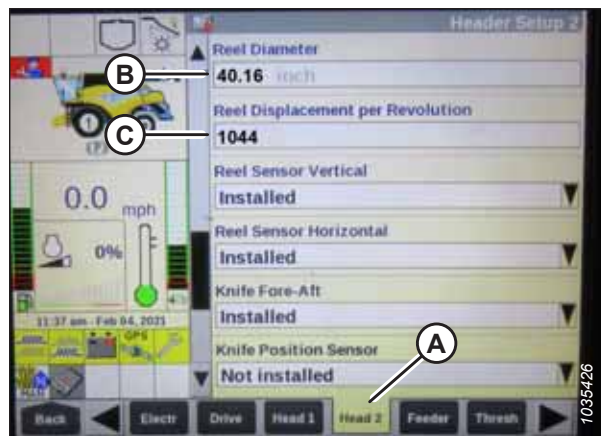 Header Setup 2
Reel Diameter
B
40.16 inch
Reel Displacement per Revolution
C
1044
Reel Sensor Vertical
Installed
Reel Sensor Horizontal
Installed
Knife Fore-Aft
Installed
Knife Position Sensor
Not installed
A
1
0.0 mph
0%
11:37 am Feb 04, 2021
GPS
Back
Electr
Drive
Head 1
Head 2
Feeder
Thresh
1035426